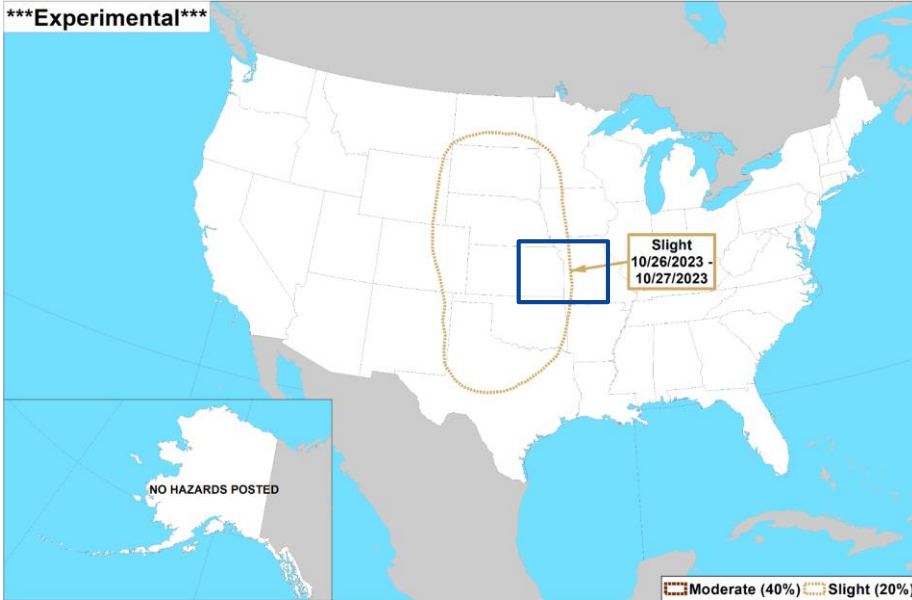 ***Experimental***
Slight
10/26/2023 -
10/27/2023
NO HAZARDS POSTED
Moderate (40%) Slight (20%)